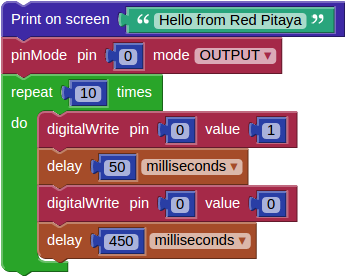 Print on screen “ Hello from Red Pitaya ”
pinMode pin 0 mode OUTPUT
repeat 10 times
do digitalWrite pin 0 value 1
delay 50 milliseconds
digitalWrite pin 0 value 0
delay 450 milliseconds